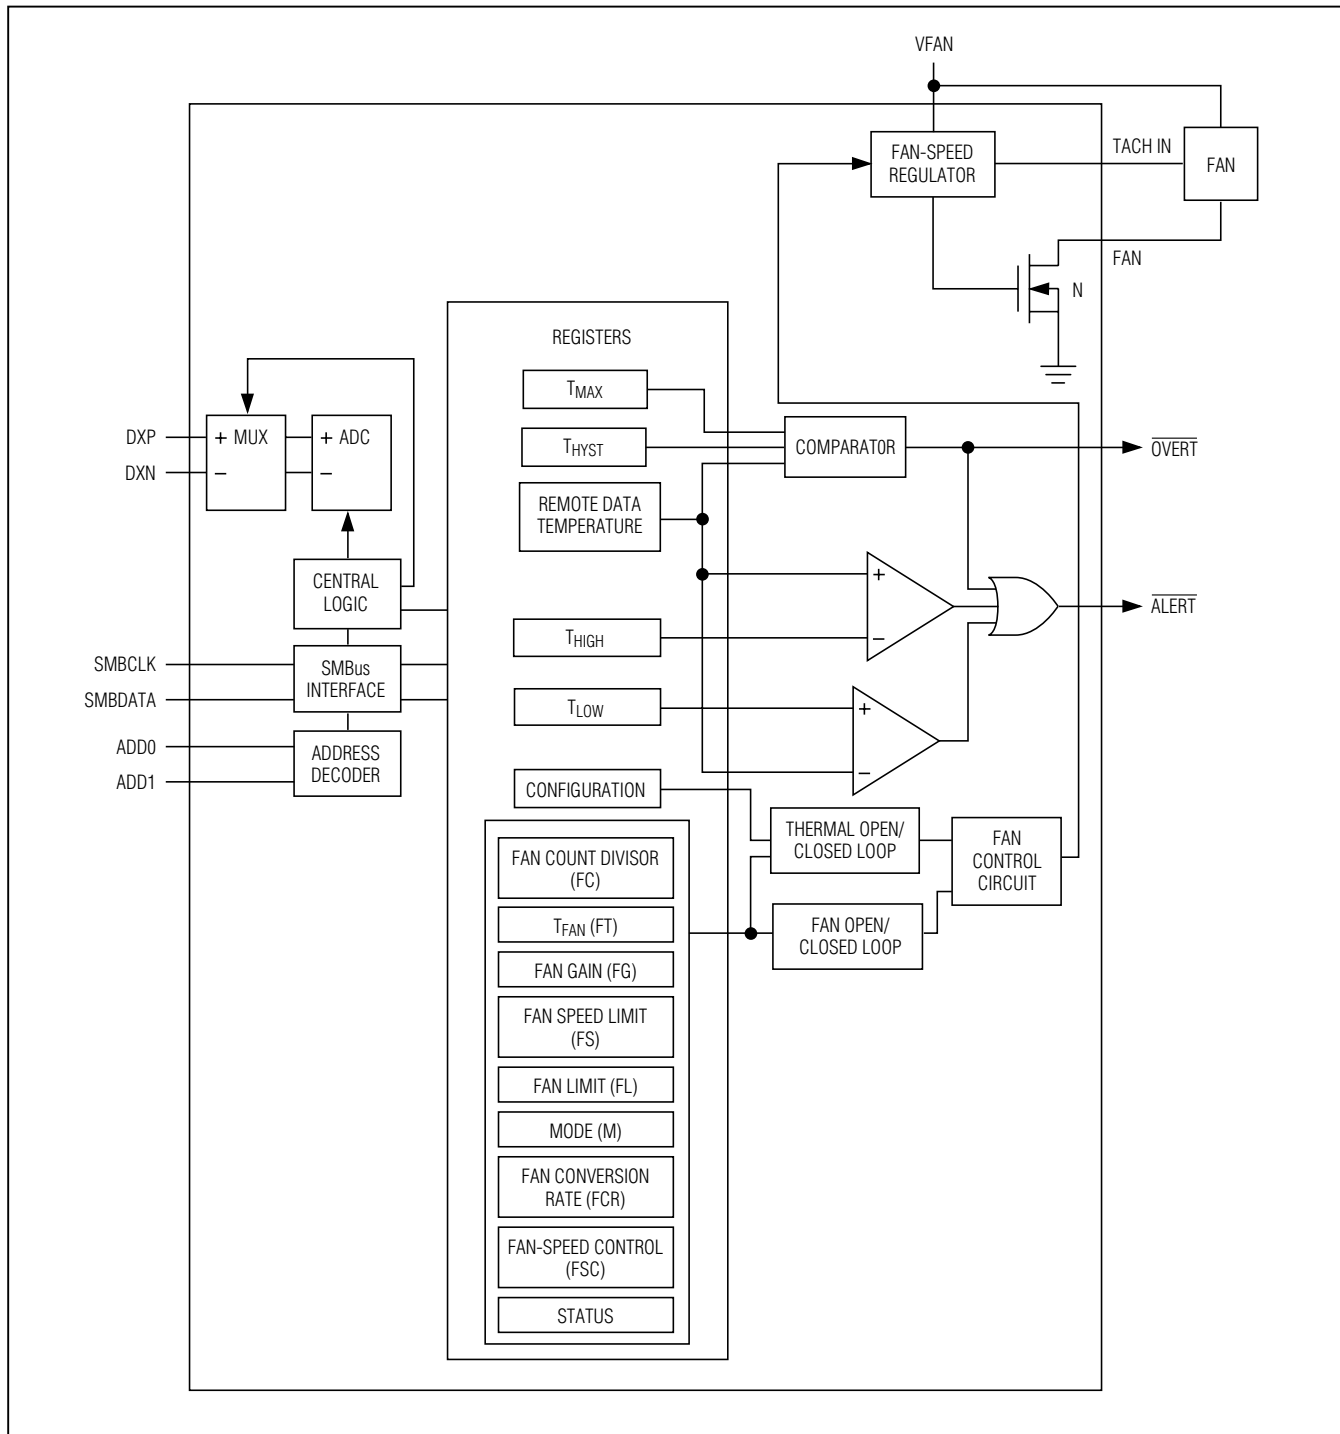 VFAN
FAN-SPEED
REGULATOR
TACH IN
FAN
FAN
N
REGISTERS
TMAX
THYST
REMOTE DATA
TEMPERATURE
THIGH
TLOW
CONFIGURATION
FAN COUNT DIVISOR
(FC)
TFAN (FT)
FAN GAIN (FG)
FAN SPEED LIMIT
(FS)
FAN LIMIT (FL)
MODE (M)
FAN CONVERSION
RATE (FCR)
FAN-SPEED CONTROL
(FSC)
STATUS
DXP
DXN
+ MUX
−
+ ADC
−
CENTRAL
LOGIC
SMBCLK
SMBDATA
SMBus
INTERFACE
ADD0
ADD1
ADDRESS
DECODER
COMPARATOR
OVERT
+
−
ALERT
+
−
THERMAL OPEN/
CLOSED LOOP
FAN OPEN/
CLOSED LOOP
FAN
CONTROL
CIRCUIT